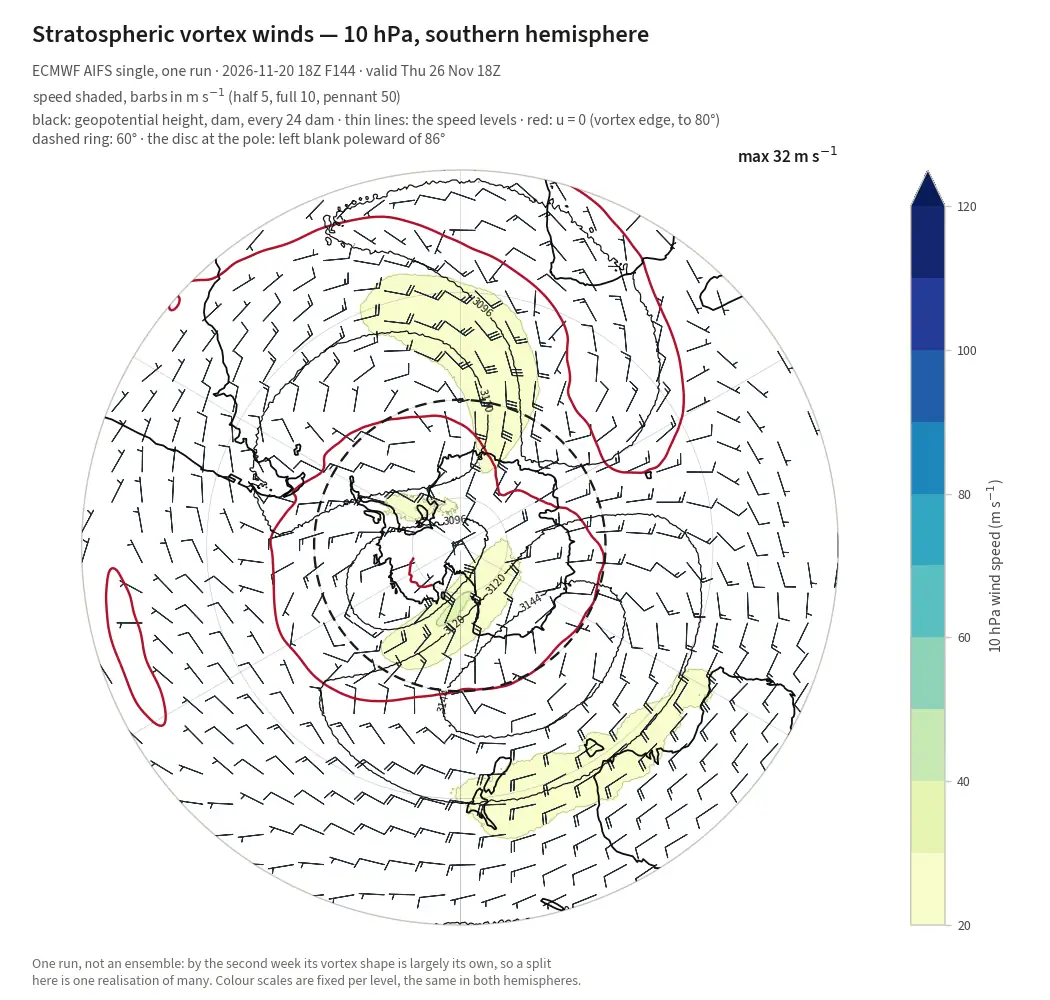 Stratospheric vortex winds — 10 hPa, southern hemisphere
ECMWF AIFS single, one run · 2026-11-20 18Z F144 · valid Thu 26 Nov 18Z
speed shaded, barbs in m s⁻¹ (half 5, full 10, pennant 50)
black: geopotential height, dam, every 24 dam · thin lines: the speed levels · red: u = 0 (vortex edge, to 80°)
dashed ring: 60° · the disc at the pole: left blank poleward of 86°
max 32 m s⁻¹
120
100
80
60
40
20
10 hPa wind speed (m s⁻¹)
3096
3096
3120
3144
3120
One run, not an ensemble: by the second week its vortex shape is largely its own, so a split
here is one realisation of many. Colour scales are fixed per level, the same in both hemispheres.